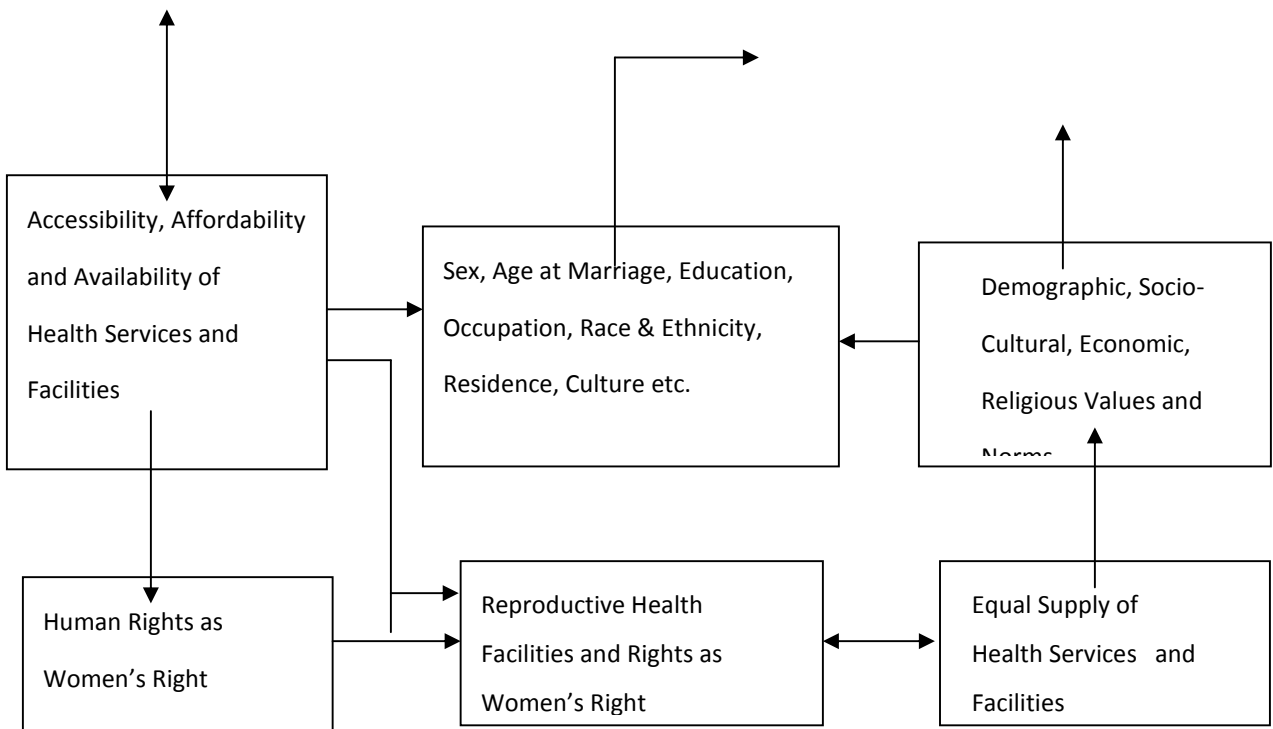 Accessibility, Affordability
and Availability of
Health Services and
Facilities
Sex, Age at Marriage, Education,
Occupation, Race & Ethnicity,
Residence, Culture etc.
Demographic, Socio-
Cultural, Economic,
Religious Values and
Norms
Human Rights as
Women’s Right
Reproductive Health
Facilities and Rights as
Women’s Right
Equal Supply of
Health Services and
Facilities